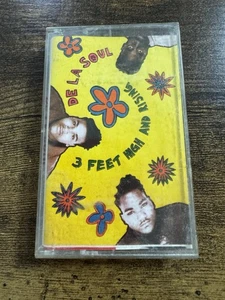 DE LA SOUL
3 FEET HIGH AND RISING